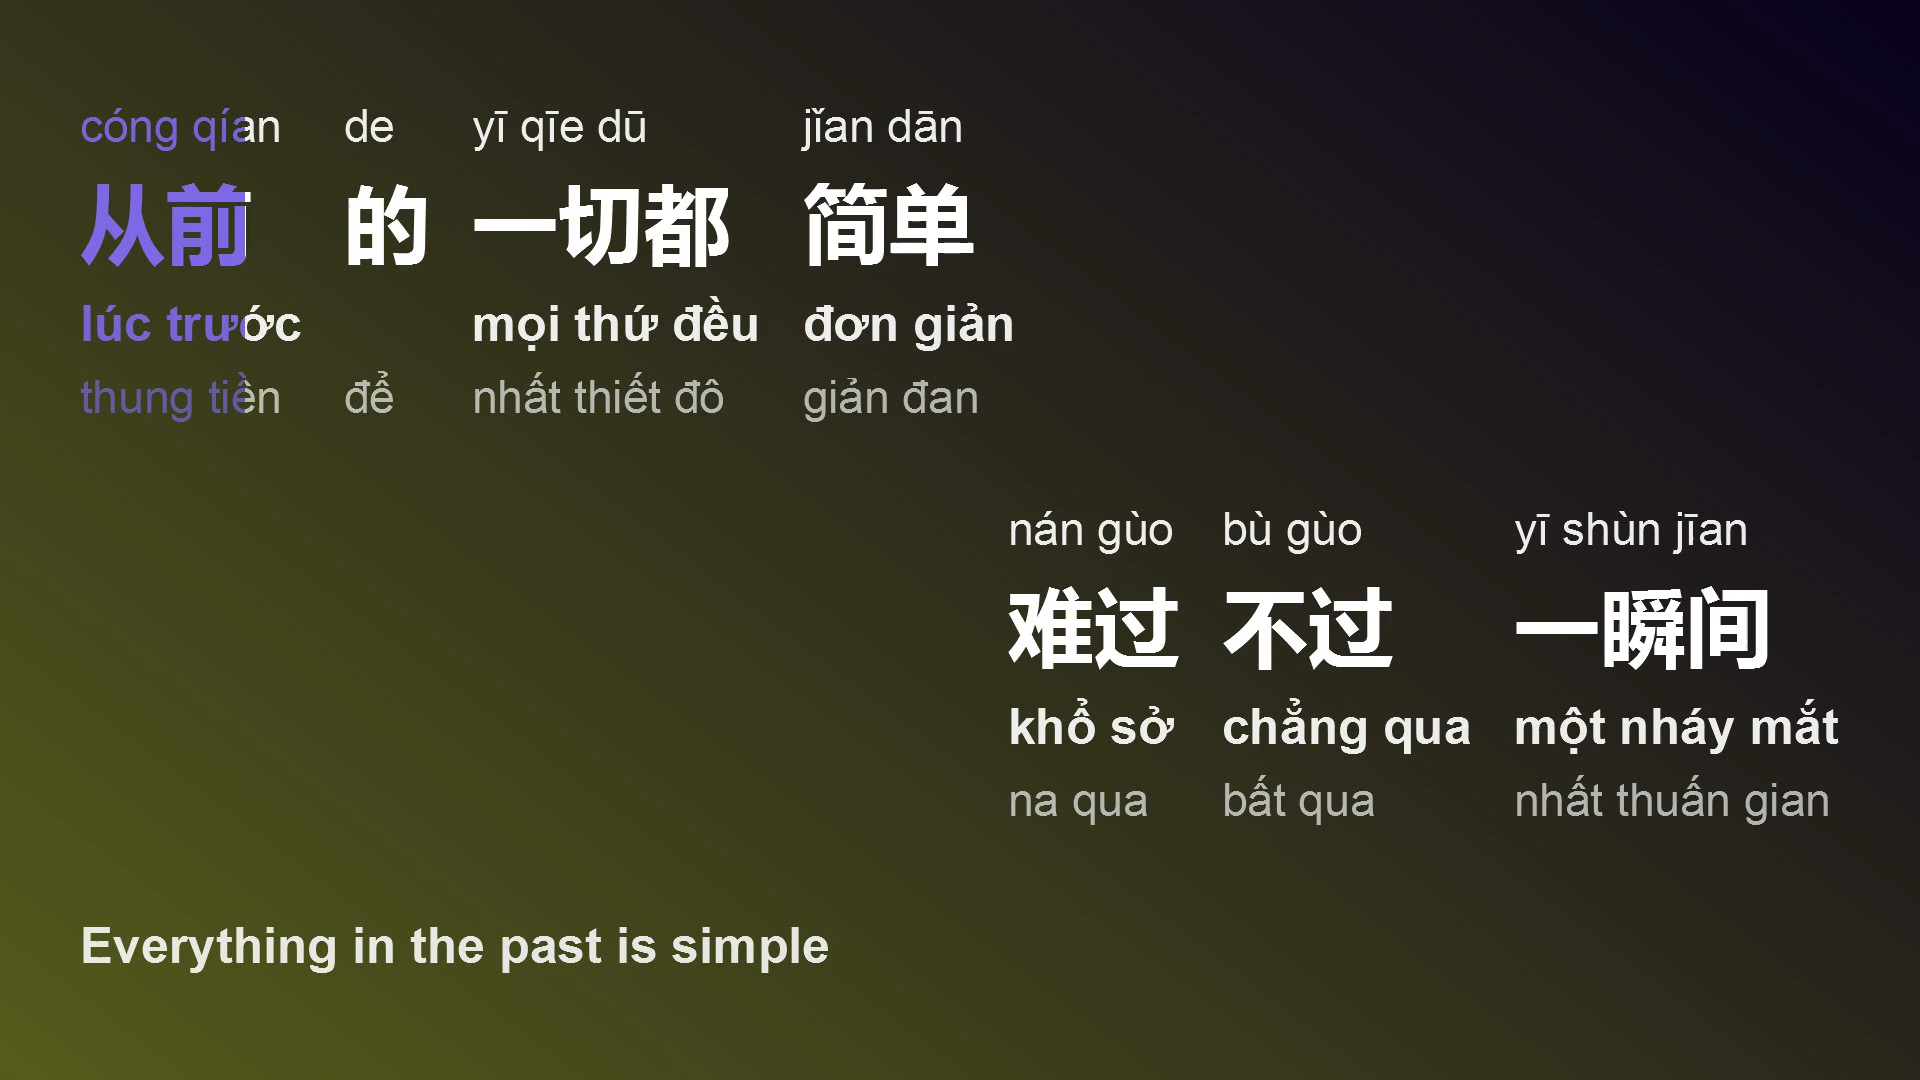 cóng qían de yī qīe dū jǐan dān
从前 的 一切都 简单
lúc trước mọi thứ đều đơn giản
thung tiền để nhất thiết đô giản đan
nán gùo bù gùo yī shùn jīan
难过 不过 一瞬间
khổ sở chẳng qua một nháy mắt
na qua bất qua nhất thuấn gian
Everything in the past is simple